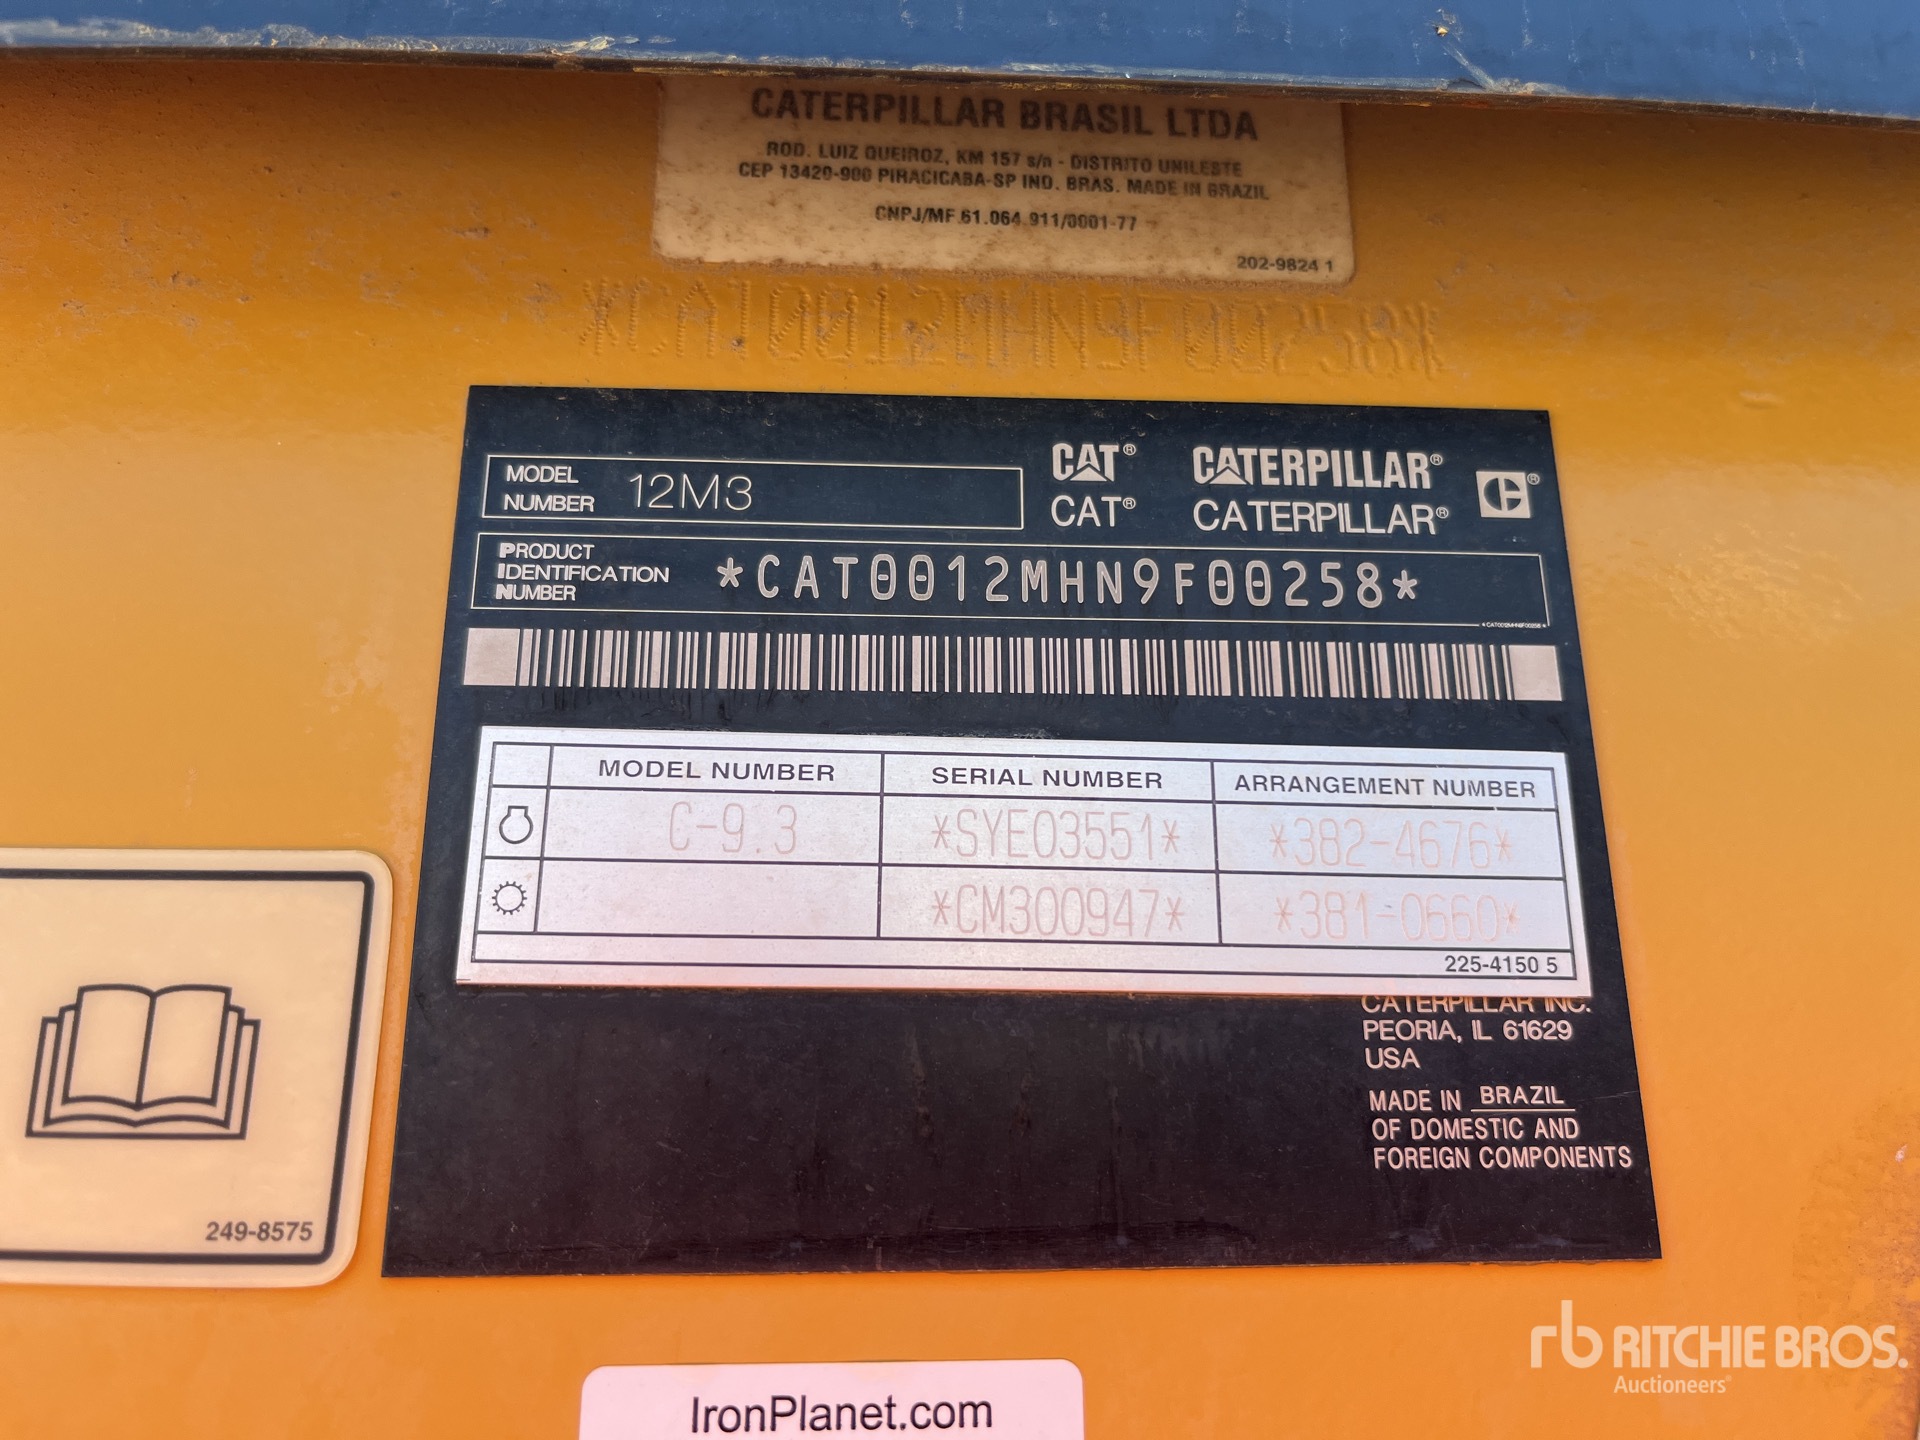 CATERPILLAR BRASIL LTDA
ROD. LUIZ QUEIROZ, KM 157 s/n - DISTRITO UNILESTE
CEP 13420-900 PIRACICABA-SP IND. BRAS. MADE IN BRAZIL
CNPJ/MF.61.064.911/0001-77
202-9824 1
*CAT0012MHN9F00258*
MODEL NUMBER 12M3
CAT® CATERPILLAR®
CAT® CATERPILLAR®
PRODUCT IDENTIFICATION NUMBER *CAT0012MHN9F00258*
*CAT0012MHN9F00258*
MODEL NUMBER SERIAL NUMBER ARRANGEMENT NUMBER
C-9.3 *SYE03551* *382-4676*
*CM300947* *381-0660*
225-4150 5
CATERPILLAR INC.
PEORIA, IL 61629
USA
MADE IN BRAZIL
OF DOMESTIC AND
FOREIGN COMPONENTS
249-8575
IronPlanet.com
rb RITCHIE BROS.
Auctioneers